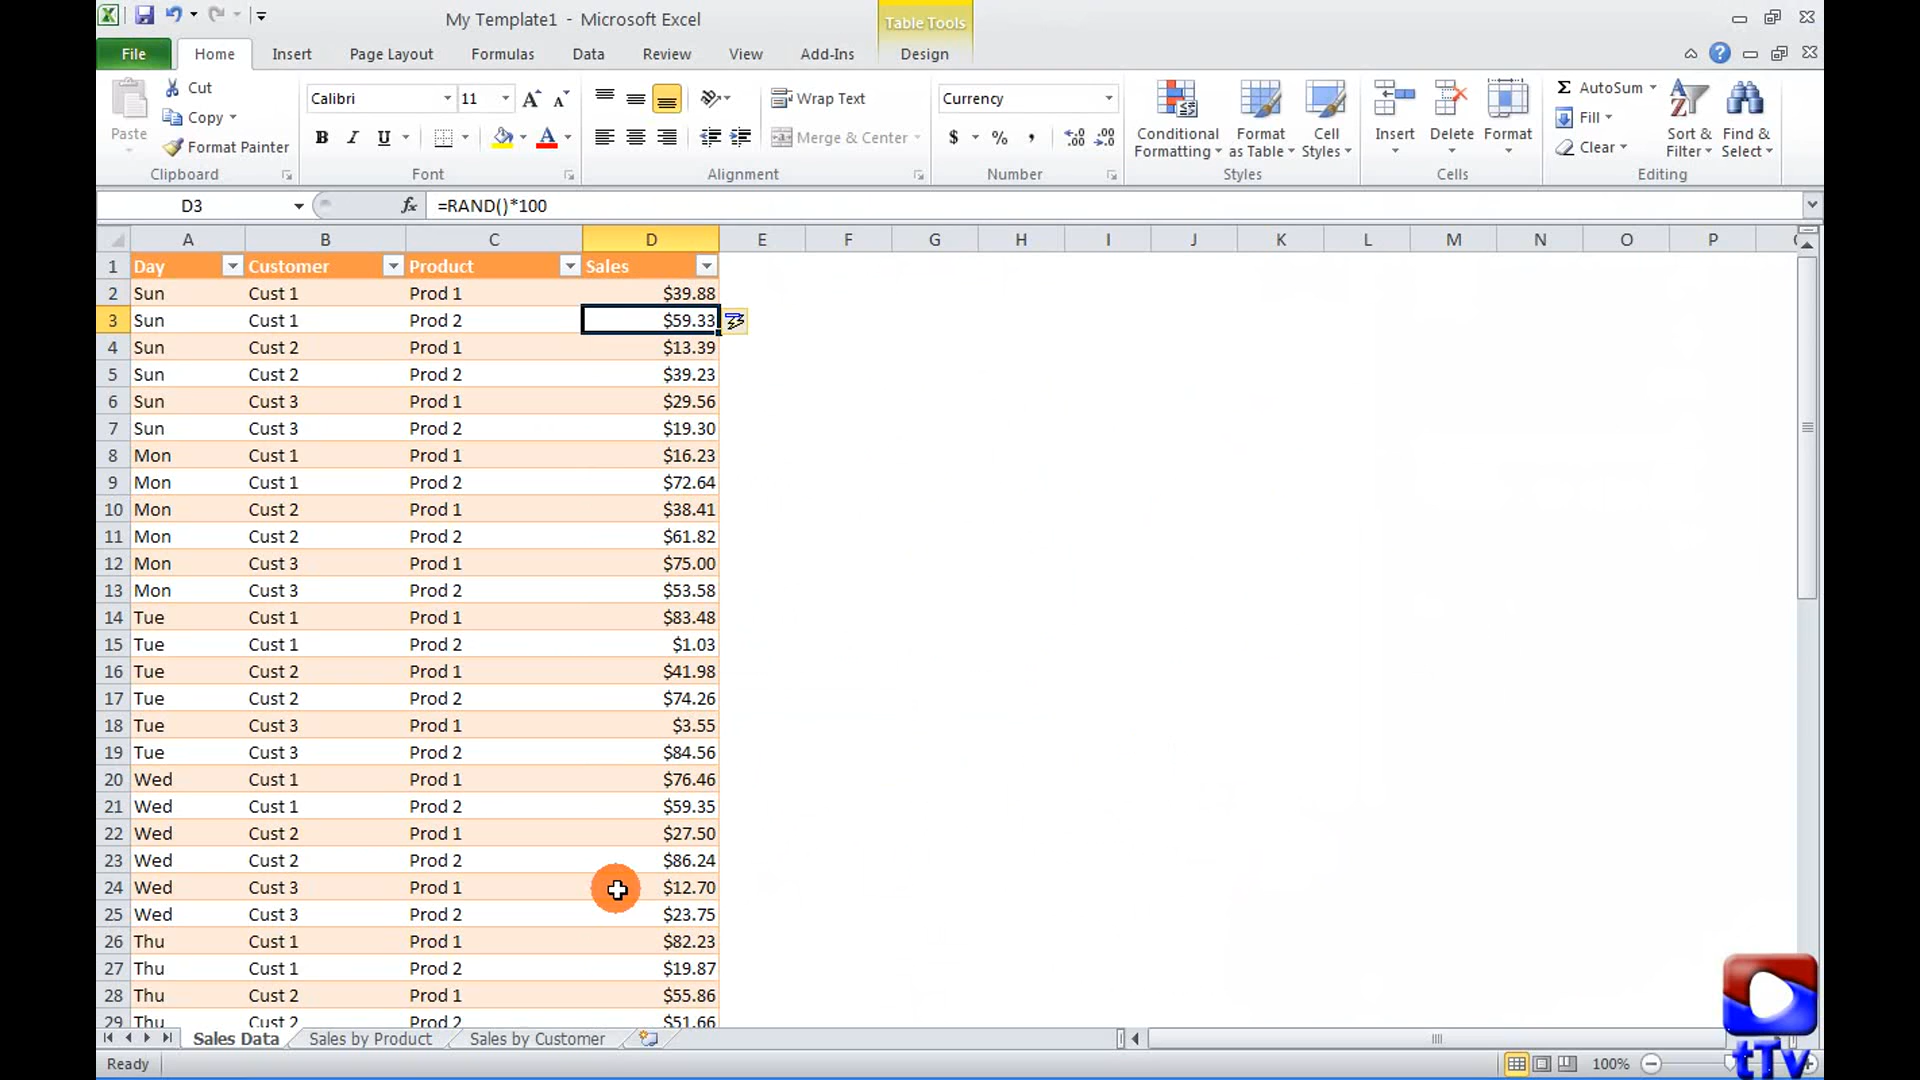 My Template1 - Microsoft Excel
Table Tools
File Home Insert Page Layout Formulas Data Review View Add-Ins Design
Paste
Cut
Copy
Format Painter
Clipboard
Calibri 11
B I U
Font
Wrap Text
Merge & Center
Alignment
Currency
$ % ,
Number
Conditional Formatting
Format as Table
Cell Styles
Styles
Insert Delete Format
Cells
AutoSum
Fill
Clear
Sort & Filter
Find & Select
Editing
D3 fx =RAND()*100
A B C D E F G H I J K L M N O P
1 Day Customer Product Sales
2 Sun Cust 1 Prod 1 $39.88
3 Sun Cust 1 Prod 2 $59.33
4 Sun Cust 2 Prod 1 $13.39
5 Sun Cust 2 Prod 2 $39.23
6 Sun Cust 3 Prod 1 $29.56
7 Sun Cust 3 Prod 2 $19.30
8 Mon Cust 1 Prod 1 $16.23
9 Mon Cust 1 Prod 2 $72.64
10 Mon Cust 2 Prod 1 $38.41
11 Mon Cust 2 Prod 2 $61.82
12 Mon Cust 3 Prod 1 $75.00
13 Mon Cust 3 Prod 2 $53.58
14 Tue Cust 1 Prod 1 $83.48
15 Tue Cust 1 Prod 2 $1.03
16 Tue Cust 2 Prod 1 $41.98
17 Tue Cust 2 Prod 2 $74.26
18 Tue Cust 3 Prod 1 $3.55
19 Tue Cust 3 Prod 2 $84.56
20 Wed Cust 1 Prod 1 $76.46
21 Wed Cust 1 Prod 2 $59.35
22 Wed Cust 2 Prod 1 $27.50
23 Wed Cust 2 Prod 2 $86.24
24 Wed Cust 3 Prod 1 $12.70
25 Wed Cust 3 Prod 2 $23.75
26 Thu Cust 1 Prod 1 $82.23
27 Thu Cust 1 Prod 2 $19.87
28 Thu Cust 2 Prod 1 $55.86
29 Thu Cust 2 Prod 2 $51.66
Sales Data Sales by Product Sales by Customer
Ready 100%
tTv